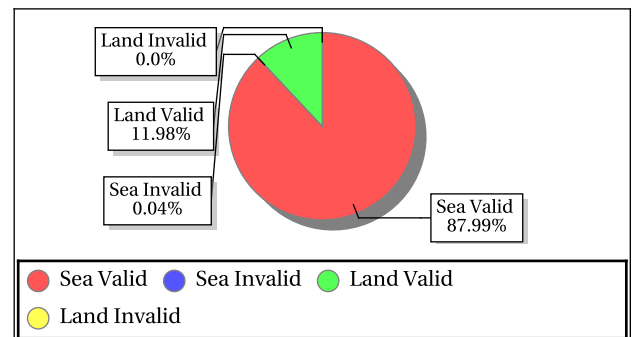 Land Invalid
0.0%
Land Valid
11.98%
Sea Invalid
0.04%
Sea Valid
87.99%
Sea Valid Sea Invalid Land Valid
Land Invalid